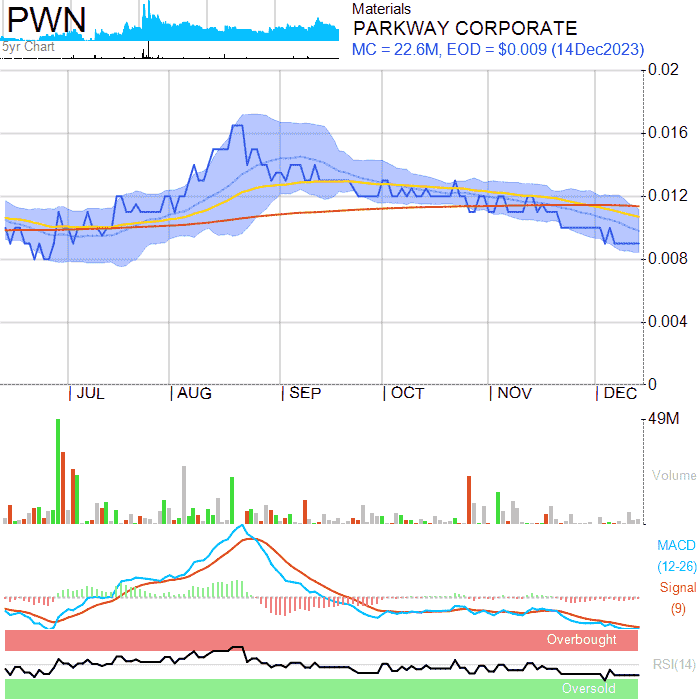 PWN
5yr Chart
Materials
PARKWAY CORPORATE
MC = 22.6M, EOD = $0.009 (14Dec2023)
0.02
0.016
0.012
0.008
0.004
0
JUL AUG SEP OCT NOV DEC
49M
Volume
MACD
(12-26)
Signal
(9)
Overbought
RSI(14)
Oversold